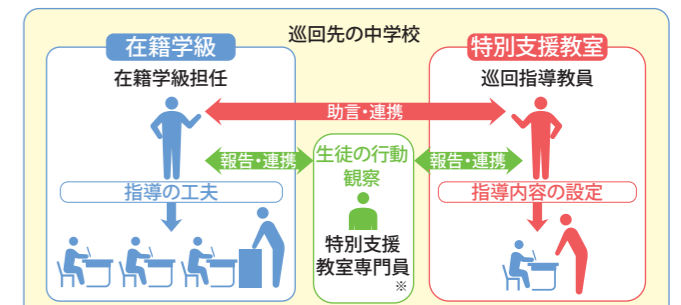 巡回先の中学校
在籍学級
在籍学級担任
特別支援教室
巡回指導教員
助言・連携
報告・連携
生徒の行動
観察
報告・連携
指導の工夫
指導内容の設定
特別支援
教室専門員
※